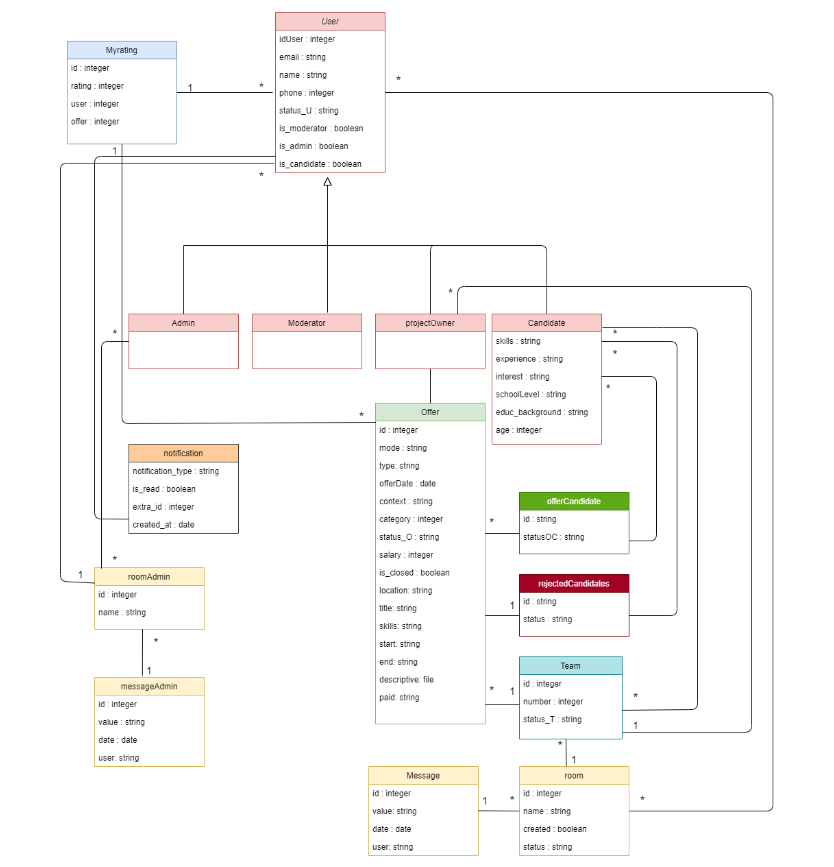 User
idUser : integer
email : string
name : string
phone : integer
status_U : string
is_moderator : boolean
is_admin : boolean
is_candidate : boolean
Myrating
id : integer
rating : integer
user : integer
offer : integer
1
*
*
1
*
*
*
Admin
Moderator
projectOwner
Candidate
skills : string
experience : string
interest : string
schoolLevel : string
educ_background : string
age : integer
*
*
*
*
Offer
id : integer
mode : string
type: string
offerDate : date
context : string
category : integer
status_O : string
salary : integer
is_closed : boolean
location: string
title: string
skills: string
start: string
end: string
descriptive: file
paid: string
notification
notification_type : string
is_read : boolean
extra_id : integer
created_at : date
*
offerCandidate
id : string
statusOC : string
*
1
roomAdmin
id : integer
name : string
1
rejectedCandidates
id : string
status : string
*
1
messageAdmin
id : integer
value : string
date : date
user: string
*
1
Team
id : integer
number : integer
status_T : string
*
1
*
1
Message
id : integer
value: string
date : date
user: string
1
*
room
id : integer
name : string
created : boolean
status : string
*